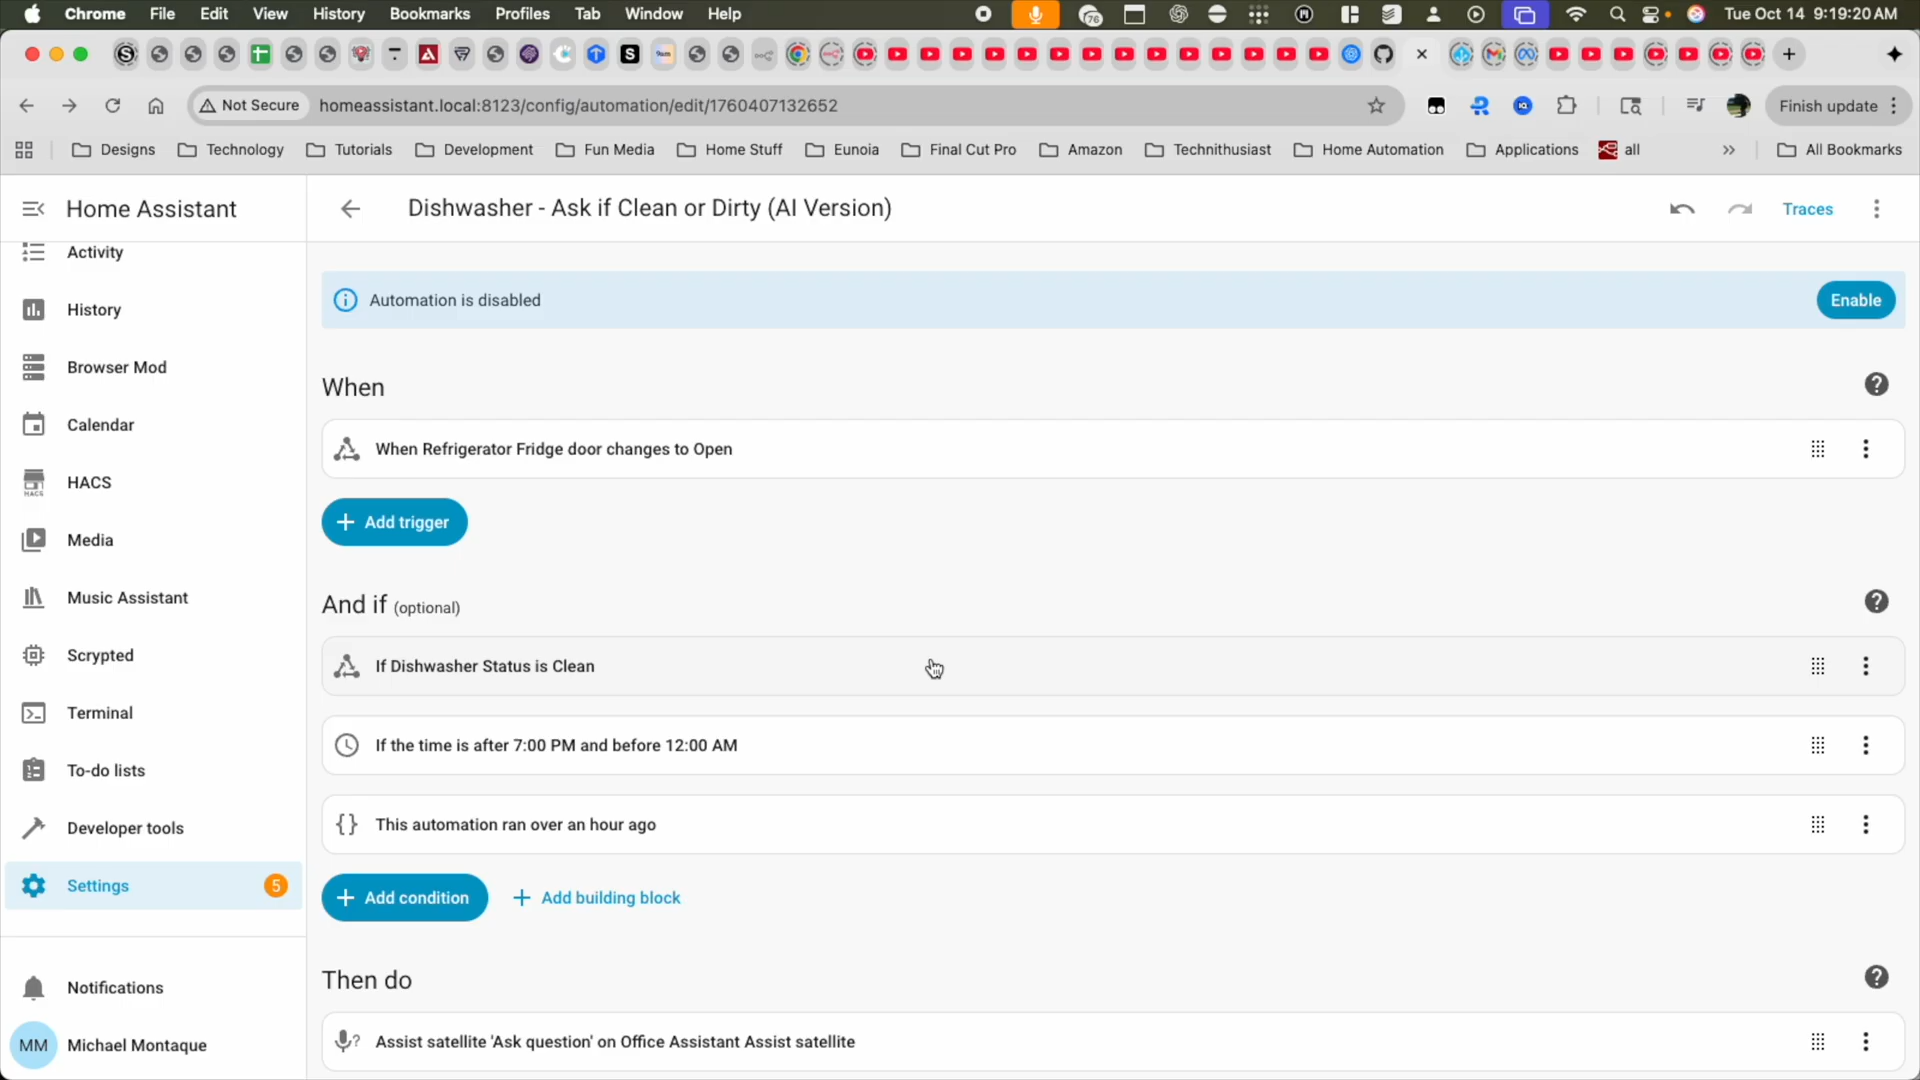 Chrome File Edit View History Bookmarks Profiles Tab Window Help 76 Tue Oct 14 9:19:20 AM
Not Secure homeassistant.local:8123/config/automation/edit/1760407132652 Finish update
Designs Technology Tutorials Development Fun Media Home Stuff Eunoia Final Cut Pro Amazon Technithusiast Home Automation Applications all » All Bookmarks
Home Assistant
Dishwasher - Ask if Clean or Dirty (AI Version)
Traces
Activity
History
Browser Mod
Calendar
HACS
Media
Music Assistant
Scrypted
Terminal
To-do lists
Developer tools
Settings 5
Notifications
MM Michael Montaque
Automation is disabled Enable
When
When Refrigerator Fridge door changes to Open
+ Add trigger
And if (optional)
If Dishwasher Status is Clean
If the time is after 7:00 PM and before 12:00 AM
{} This automation ran over an hour ago
+ Add condition + Add building block
Then do
Assist satellite 'Ask question' on Office Assistant Assist satellite